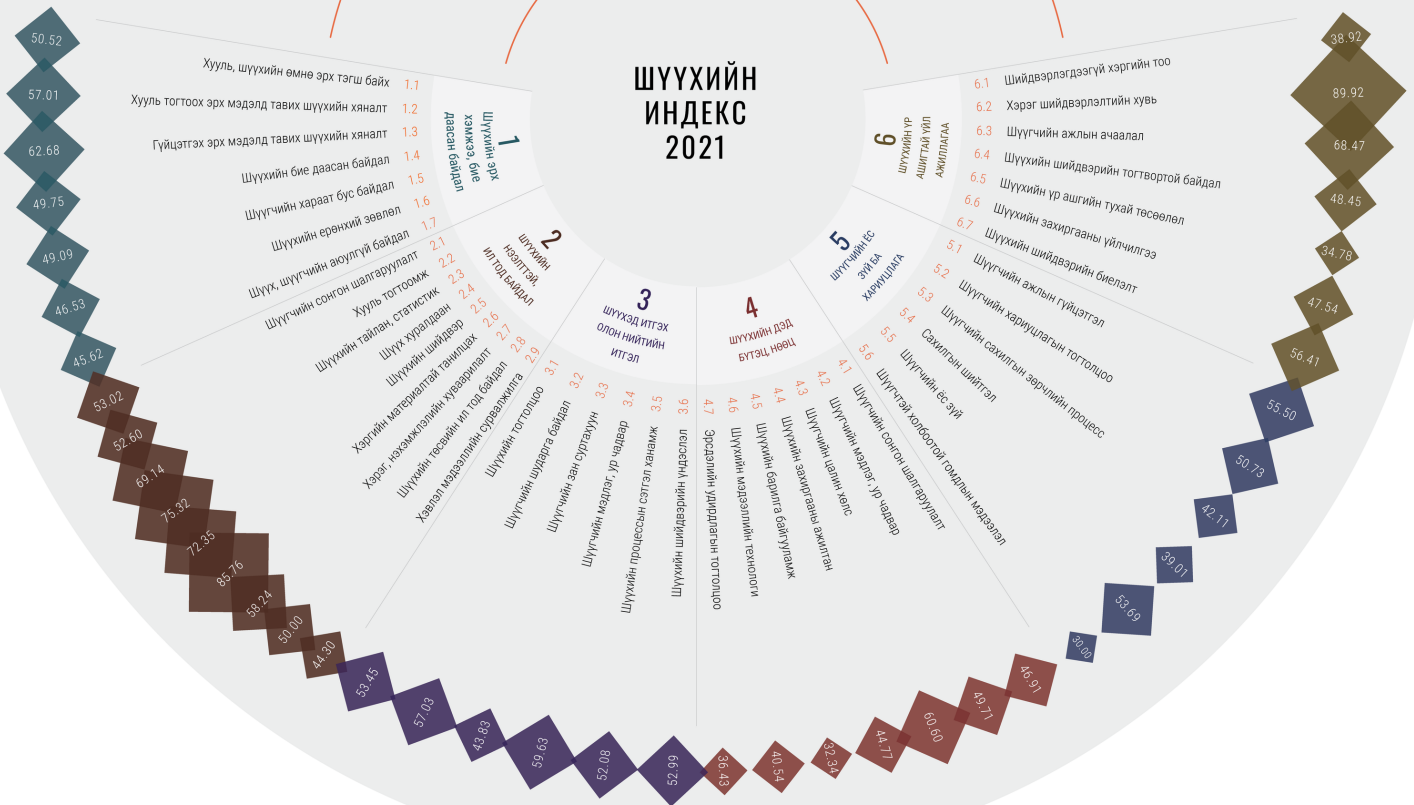 ШҮҮХИЙН
ИНДЕКС
2021
1
Шүүхийн эрх
хэмжээ, бие
даасан байдал
1.1 Хууль, шүүхийн өмнө эрх тэгш байх
1.2 Хууль тогтоох эрх мэдэлд тавих шүүхийн хяналт
1.3 Гүйцэтгэх эрх мэдэлд тавих шүүхийн хяналт
1.4 Шүүхийн бие даасан байдал
1.5 Шүүгчийн хараат бус байдал
1.6 Шүүхийн ерөнхий зөвлөл
1.7 Шүүх, шүүгчийн аюулгүй байдал
50.52
57.01
62.68
49.75
49.09
46.53
45.62
2
ШҮҮХИЙН
НЭЭЛТТЭЙ,
ИЛ ТОД БАЙДАЛ
2.1 Шүүгчийн сонгон шалгаруулалт
2.2 Хууль тогтоомж
2.3 Шүүхийн тайлан, статистик
2.4 Шүүх хуралдаан
2.5 Шүүхийн шийдвэр
2.6 Хэргийн материалтай танилцах
2.7 Хэрэг, нэхэмжлэлийн хуваарилалт
2.8 Шүүхийн төсвийн ил тод байдал
2.9 Хэвлэл мэдээллийн сурвалжилга
53.02
52.60
69.14
75.32
72.35
85.76
58.24
50.00
44.30
3
ШҮҮХЭД ИТГЭХ
ОЛОН НИЙТИЙН
ИТГЭЛ
3.1 Шүүхийн тогтолцоо
3.2 Шүүгчийн шударга байдал
3.3 Шүүгчийн зан суртахуун
3.4 Шүүгчийн мэдлэг, ур чадвар
3.5 Шүүхийн процессын сэтгэл ханамж
3.6 Шүүхийн шийдвэрийн үндэслэл
53.45
57.03
43.83
59.63
52.08
52.99
4
ШҮҮХИЙН ДЭД
БҮТЭЦ, НӨӨЦ
4.7 Эрсдэлийн удирдлагын тогтолцоо
4.6 Шүүхийн мэдээллийн технологи
4.5 Шүүхийн барилга байгууламж
4.4 Шүүхийн захиргааны ажилтан
4.3 Шүүгчийн цалин хөлс
4.2 Шүүгчийн мэдлэг, ур чадвар
4.1 Шүүгчийн сонгон шалгаруулалт
36.43
40.54
32.34
44.77
60.60
49.71
46.91
5
ШҮҮГЧИЙН ЁС
ЗҮЙ БА
ХАРИУЦЛАГА
5.6 Шүүгчтэй холбоотой гомдлын мэдээлэл
5.5 Шүүгчийн ёс зүй
5.4 Сахилгын шийтгэл
5.3 Шүүгчийн сахилгын зөрчлийн процесс
5.2 Шүүгчийн хариуцлагын тогтолцоо
5.1 Шүүгчийн ажлын гүйцэтгэл
30.00
53.69
39.01
42.11
50.73
55.50
6
ШҮҮХИЙН ҮР
АШИГТАЙ ҮЙЛ
АЖИЛЛАГАА
6.1 Шийдвэрлэгдээгүй хэргийн тоо
6.2 Хэрэг шийдвэрлэлтийн хувь
6.3 Шүүгчийн ажлын ачаалал
6.4 Шүүхийн шийдвэрийн тогтвортой байдал
6.5 Шүүхийн үр ашгийн тухай төсөөлөл
6.6 Шүүхийн захиргааны үйлчилгээ
6.7 Шүүхийн шийдвэрийн биелэлт
38.92
89.92
68.47
48.45
34.78
47.54
56.41